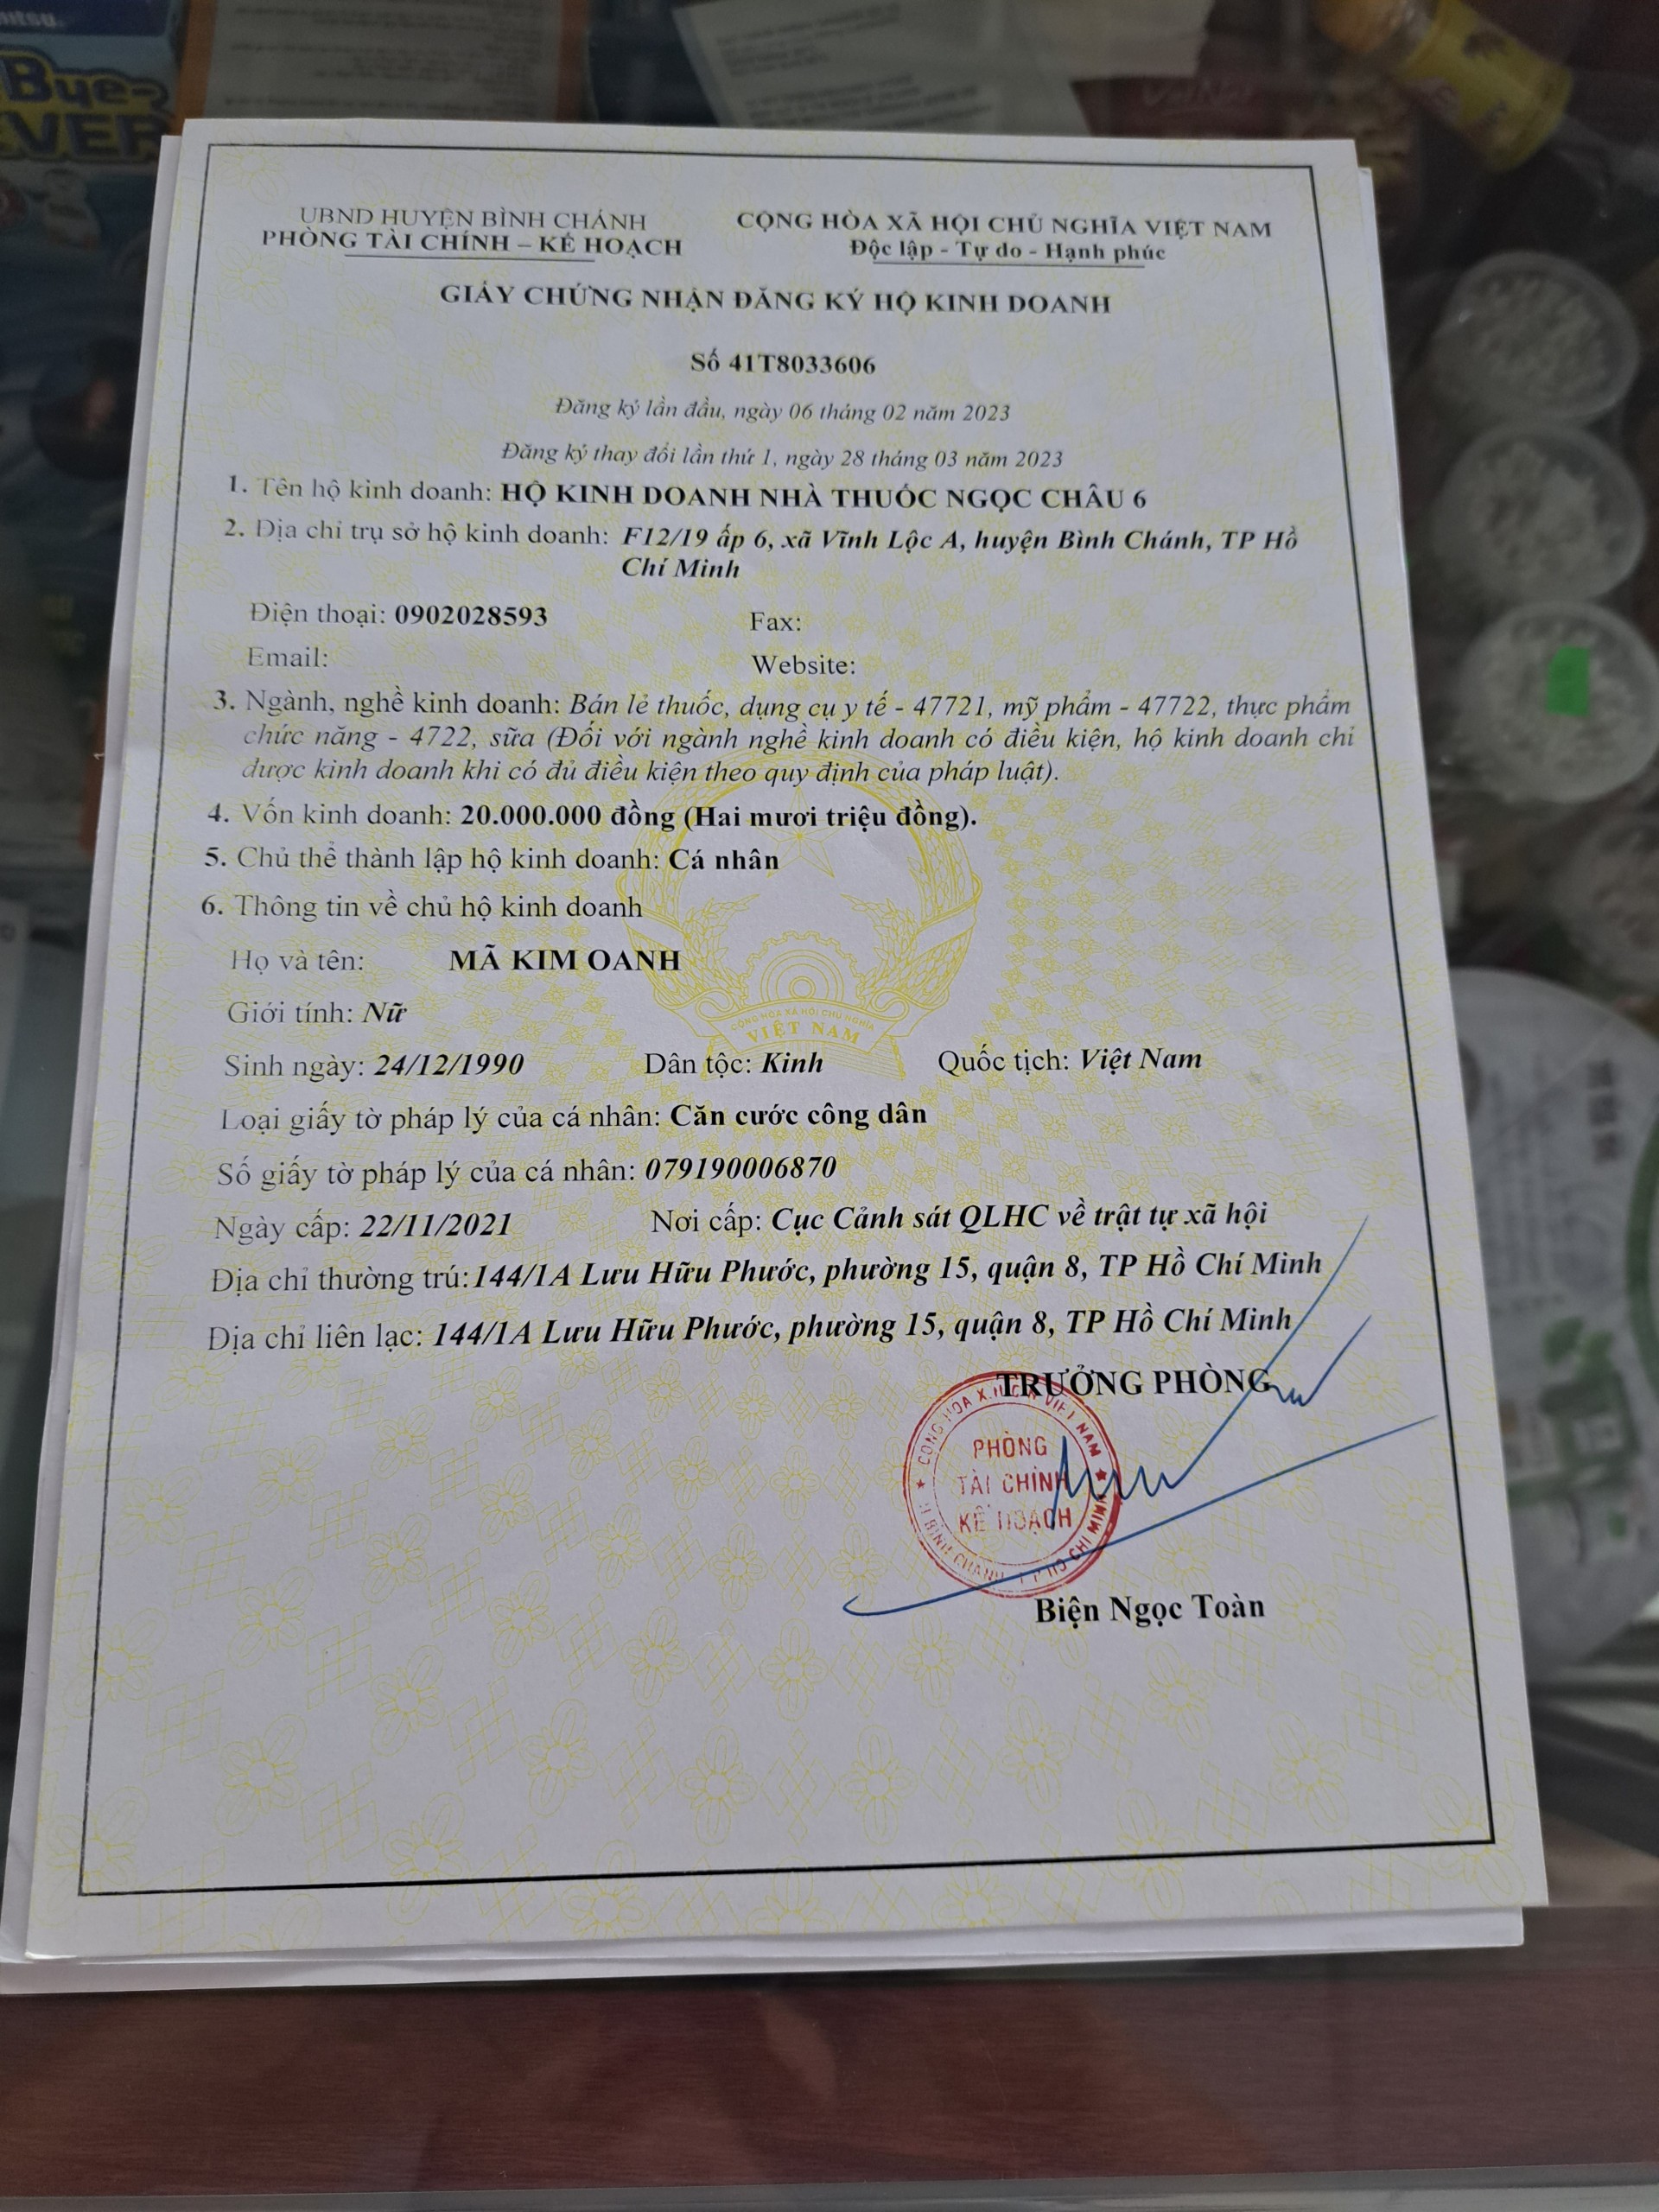 Bye-
EVER
UBND HUYỆN BÌNH CHÁNH
PHÒNG TÀI CHÍNH – KẾ HOẠCH
CỘNG HÒA XÃ HỘI CHỦ NGHĨA VIỆT NAM
Độc lập - Tự do - Hạnh phúc
GIẤY CHỨNG NHẬN ĐĂNG KÝ HỘ KINH DOANH
Số 41T8033606
Đăng ký lần đầu, ngày 06 tháng 02 năm 2023
Đăng ký thay đổi lần thứ 1, ngày 28 tháng 03 năm 2023
1. Tên hộ kinh doanh: HỘ KINH DOANH NHÀ THUỐC NGỌC CHÂU 6
2. Địa chỉ trụ sở hộ kinh doanh: F12/19 ấp 6, xã Vĩnh Lộc A, huyện Bình Chánh, TP Hồ
Chí Minh
Điện thoại: 0902028593 Fax:
Email: Website:
3. Ngành, nghề kinh doanh: Bán lẻ thuốc, dụng cụ y tế - 47721, mỹ phẩm - 47722, thực phẩm
chức năng - 4722, sữa (Đối với ngành nghề kinh doanh có điều kiện, hộ kinh doanh chỉ
được kinh doanh khi có đủ điều kiện theo quy định của pháp luật).
4. Vốn kinh doanh: 20.000.000 đồng (Hai mươi triệu đồng).
5. Chủ thể thành lập hộ kinh doanh: Cá nhân
6. Thông tin về chủ hộ kinh doanh
Họ và tên: MÃ KIM OANH
Giới tính: Nữ
CỘNG HÒA XÃ HỘI CHỦ NGHĨA
VIỆT NAM
Sinh ngày: 24/12/1990 Dân tộc: Kinh Quốc tịch: Việt Nam
Loại giấy tờ pháp lý của cá nhân: Căn cước công dân
Số giấy tờ pháp lý của cá nhân: 079190006870
Ngày cấp: 22/11/2021 Nơi cấp: Cục Cảnh sát QLHC về trật tự xã hội
Địa chỉ thường trú:144/1A Lưu Hữu Phước, phường 15, quận 8, TP Hồ Chí Minh
Địa chỉ liên lạc: 144/1A Lưu Hữu Phước, phường 15, quận 8, TP Hồ Chí Minh
TRƯỞNG PHÒNG
CỘNG HÒA X.H.C.N VIỆT NAM
PHÒNG
TÀI CHÍNH
KẾ HOẠCH
H.BÌNH CHÁNH T.P HỒ CHÍ MINH
Biện Ngọc Toàn